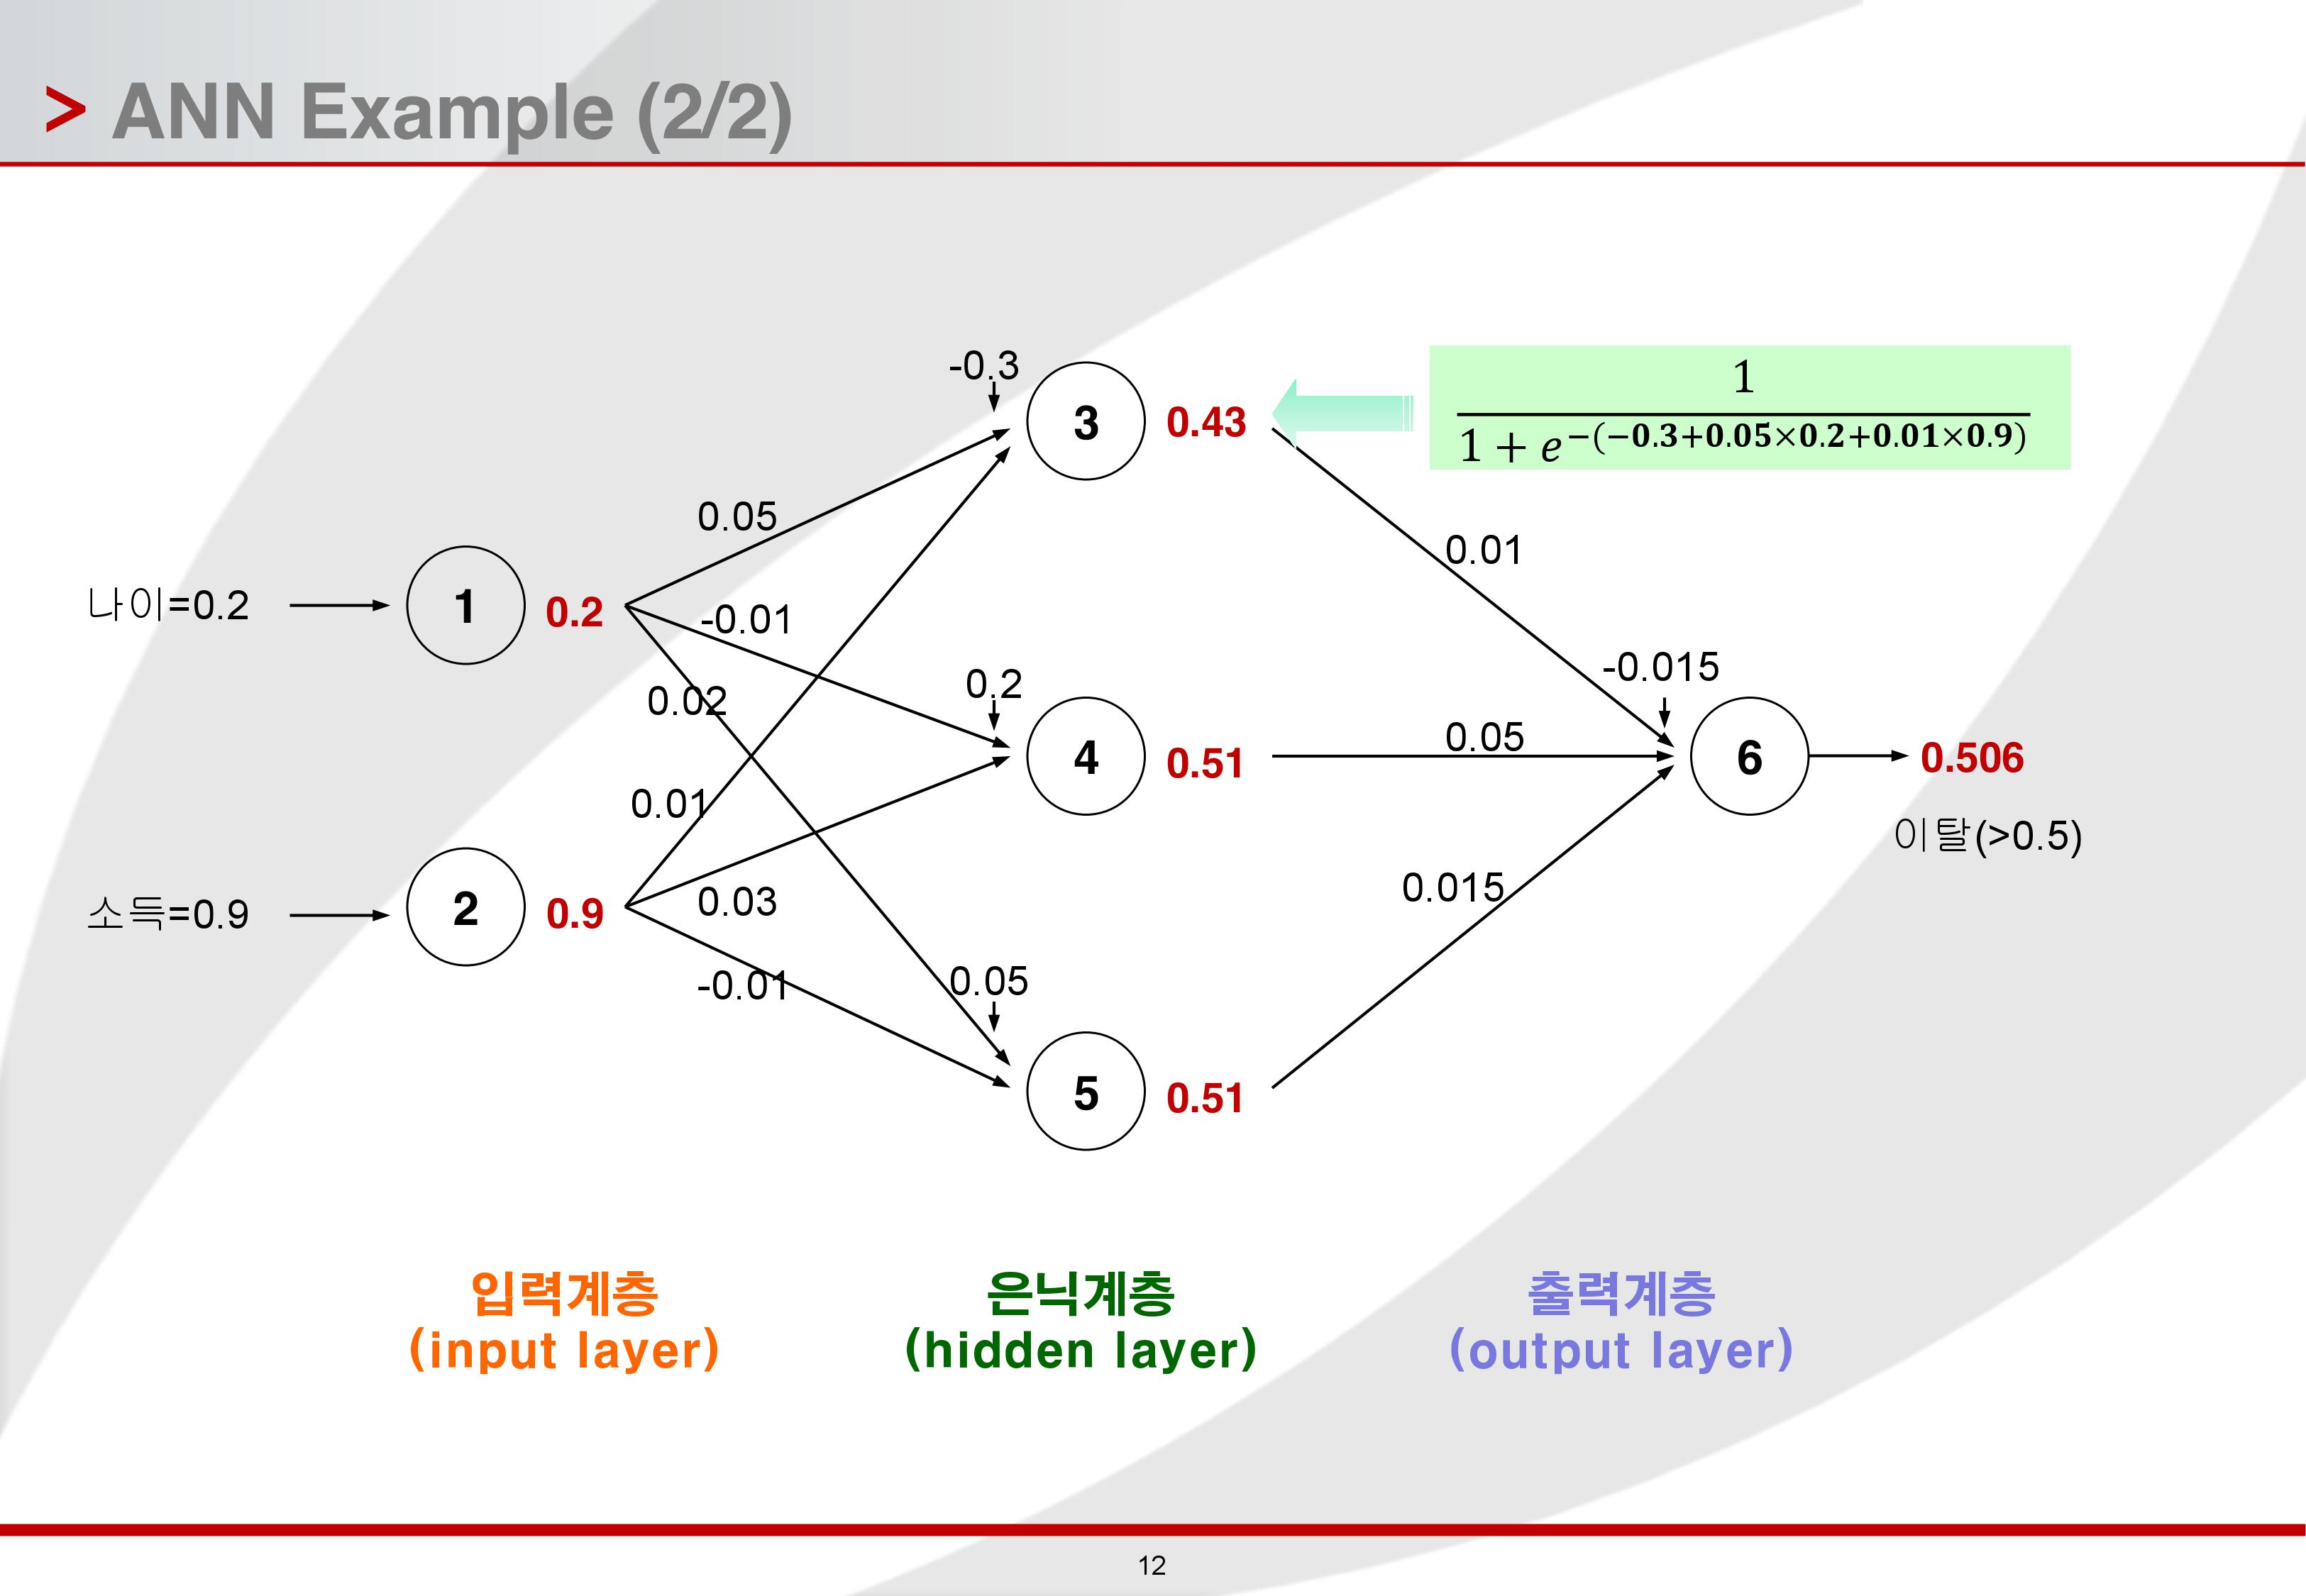 > ANN Example (2/2)
-0.3
3
0.43
1
1 + e−(−0.3+0.05×0.2+0.01×0.9)
0.05
0.01
나이=0.2
1
0.2
-0.01
0.02
0.2
-0.015
4
0.51
0.05
6
0.506
이탈(>0.5)
0.01
소득=0.9
2
0.9
0.03
0.015
-0.01
0.05
5
0.51
입력계층
(input layer)
은닉계층
(hidden layer)
출력계층
(output layer)
12